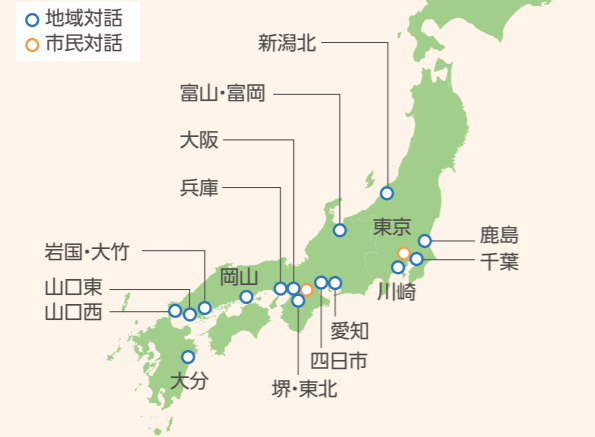 地域対話
市民対話
新潟北
富山・富岡
大阪
兵庫
東京
鹿島
千葉
岩国・大竹
岡山
川崎
山口東
山口西
愛知
四日市
大分
堺・東北